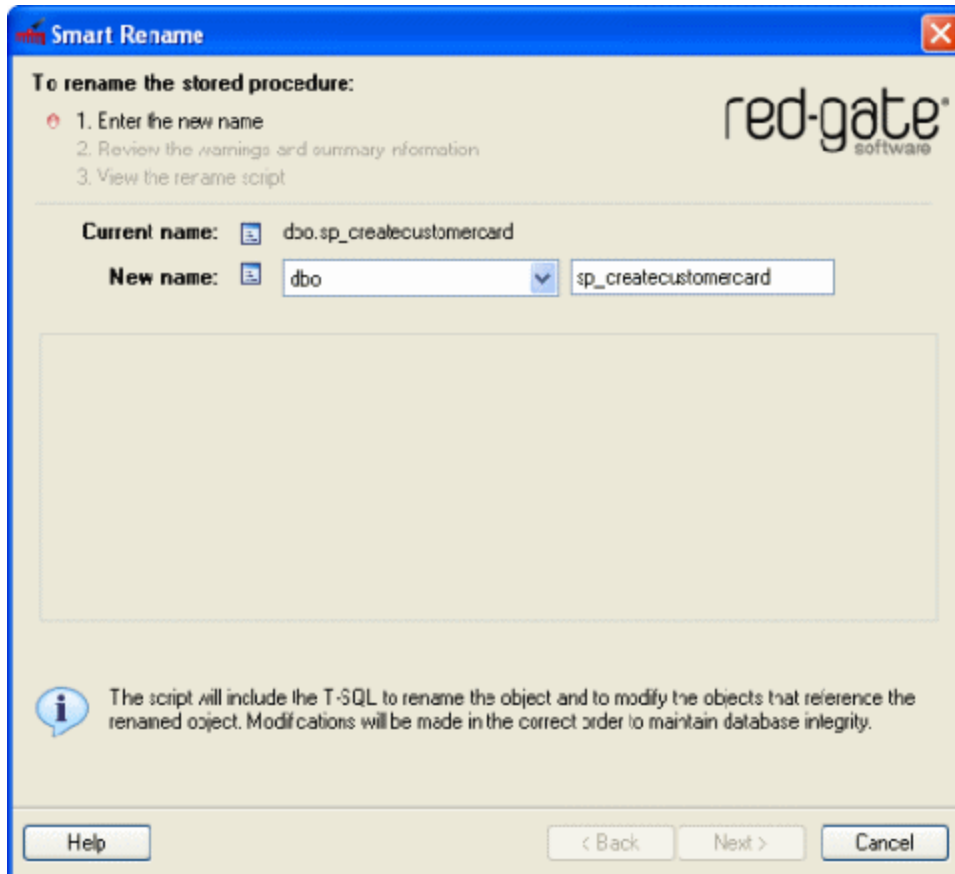 Smart Rename
To rename the stored procedure:
1. Enter the new name
2. Review the warnings and summary information
3. View the rename script
red-gate
software
Current name: dbo.sp_createcustomercard
New name: dbo sp_createcustomercard
The script will include the T-SQL to rename the object and to modify the objects that reference the
renamed object. Modifications will be made in the correct order to maintain database integrity.
Help < Back Next > Cancel